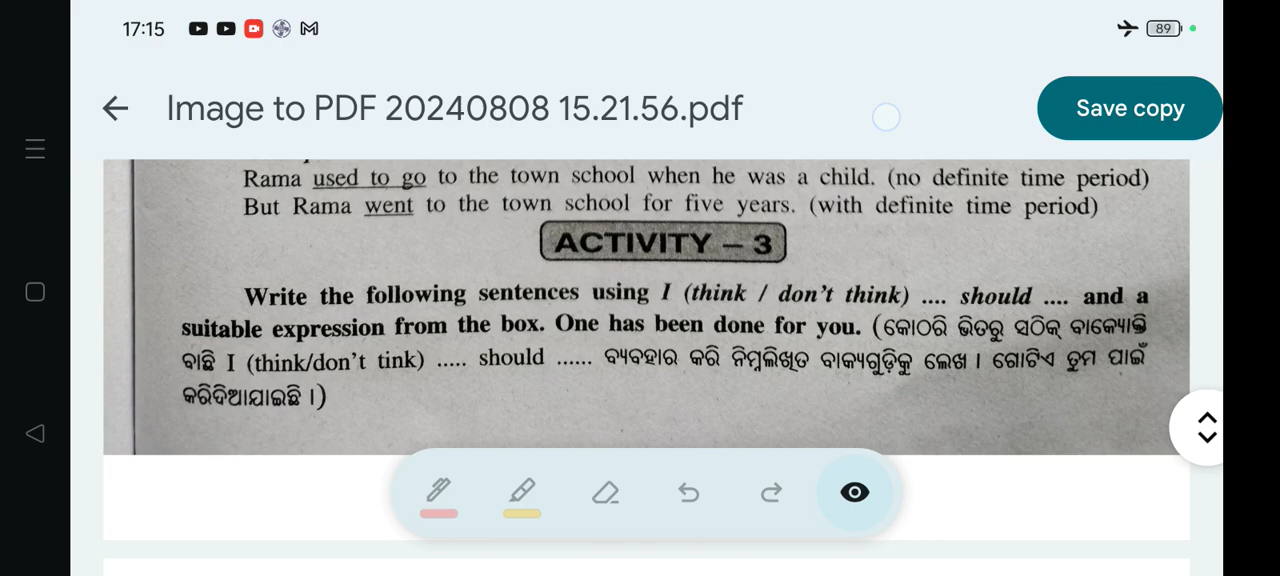 17:15
89
Image to PDF 20240808 15.21.56.pdf
Save copy
Rama used to go to the town school when he was a child. (no definite time period)
But Rama went to the town school for five years. (with definite time period)
ACTIVITY – 3
Write the following sentences using I (think / don't think) .... should .... and a
suitable expression from the box. One has been done for you. (କୋଠରି ଭିତରୁ ସଠିକ୍ ବାକ୍ୟୋକ୍ତି
ବାଛି I (think/don't tink) ..... should ...... ବ୍ୟବହାର କରି ନିମ୍ନଲିଖିତ ବାକ୍ୟଗୁଡ଼ିକୁ ଲେଖ । ଗୋଟିଏ ତୁମ ପାଇଁ
କରିଦିଆଯାଇଛି ।)